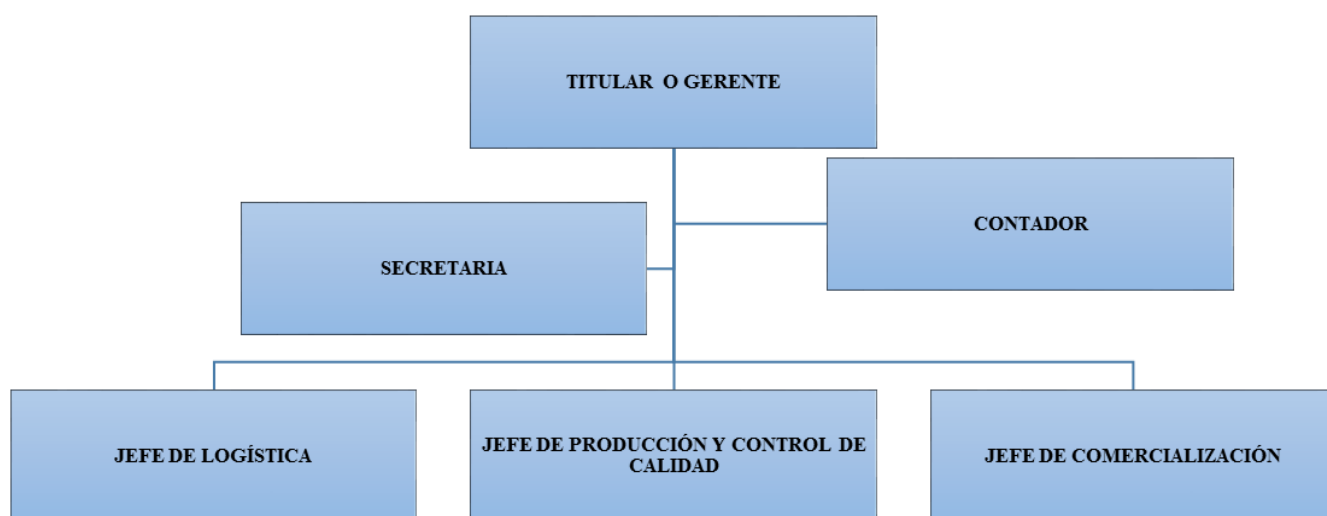 TITULAR O GERENTE
CONTADOR
SECRETARIA
JEFE DE LOGÍSTICA
JEFE DE PRODUCCIÓN Y CONTROL DE
CALIDAD
JEFE DE COMERCIALIZACIÓN